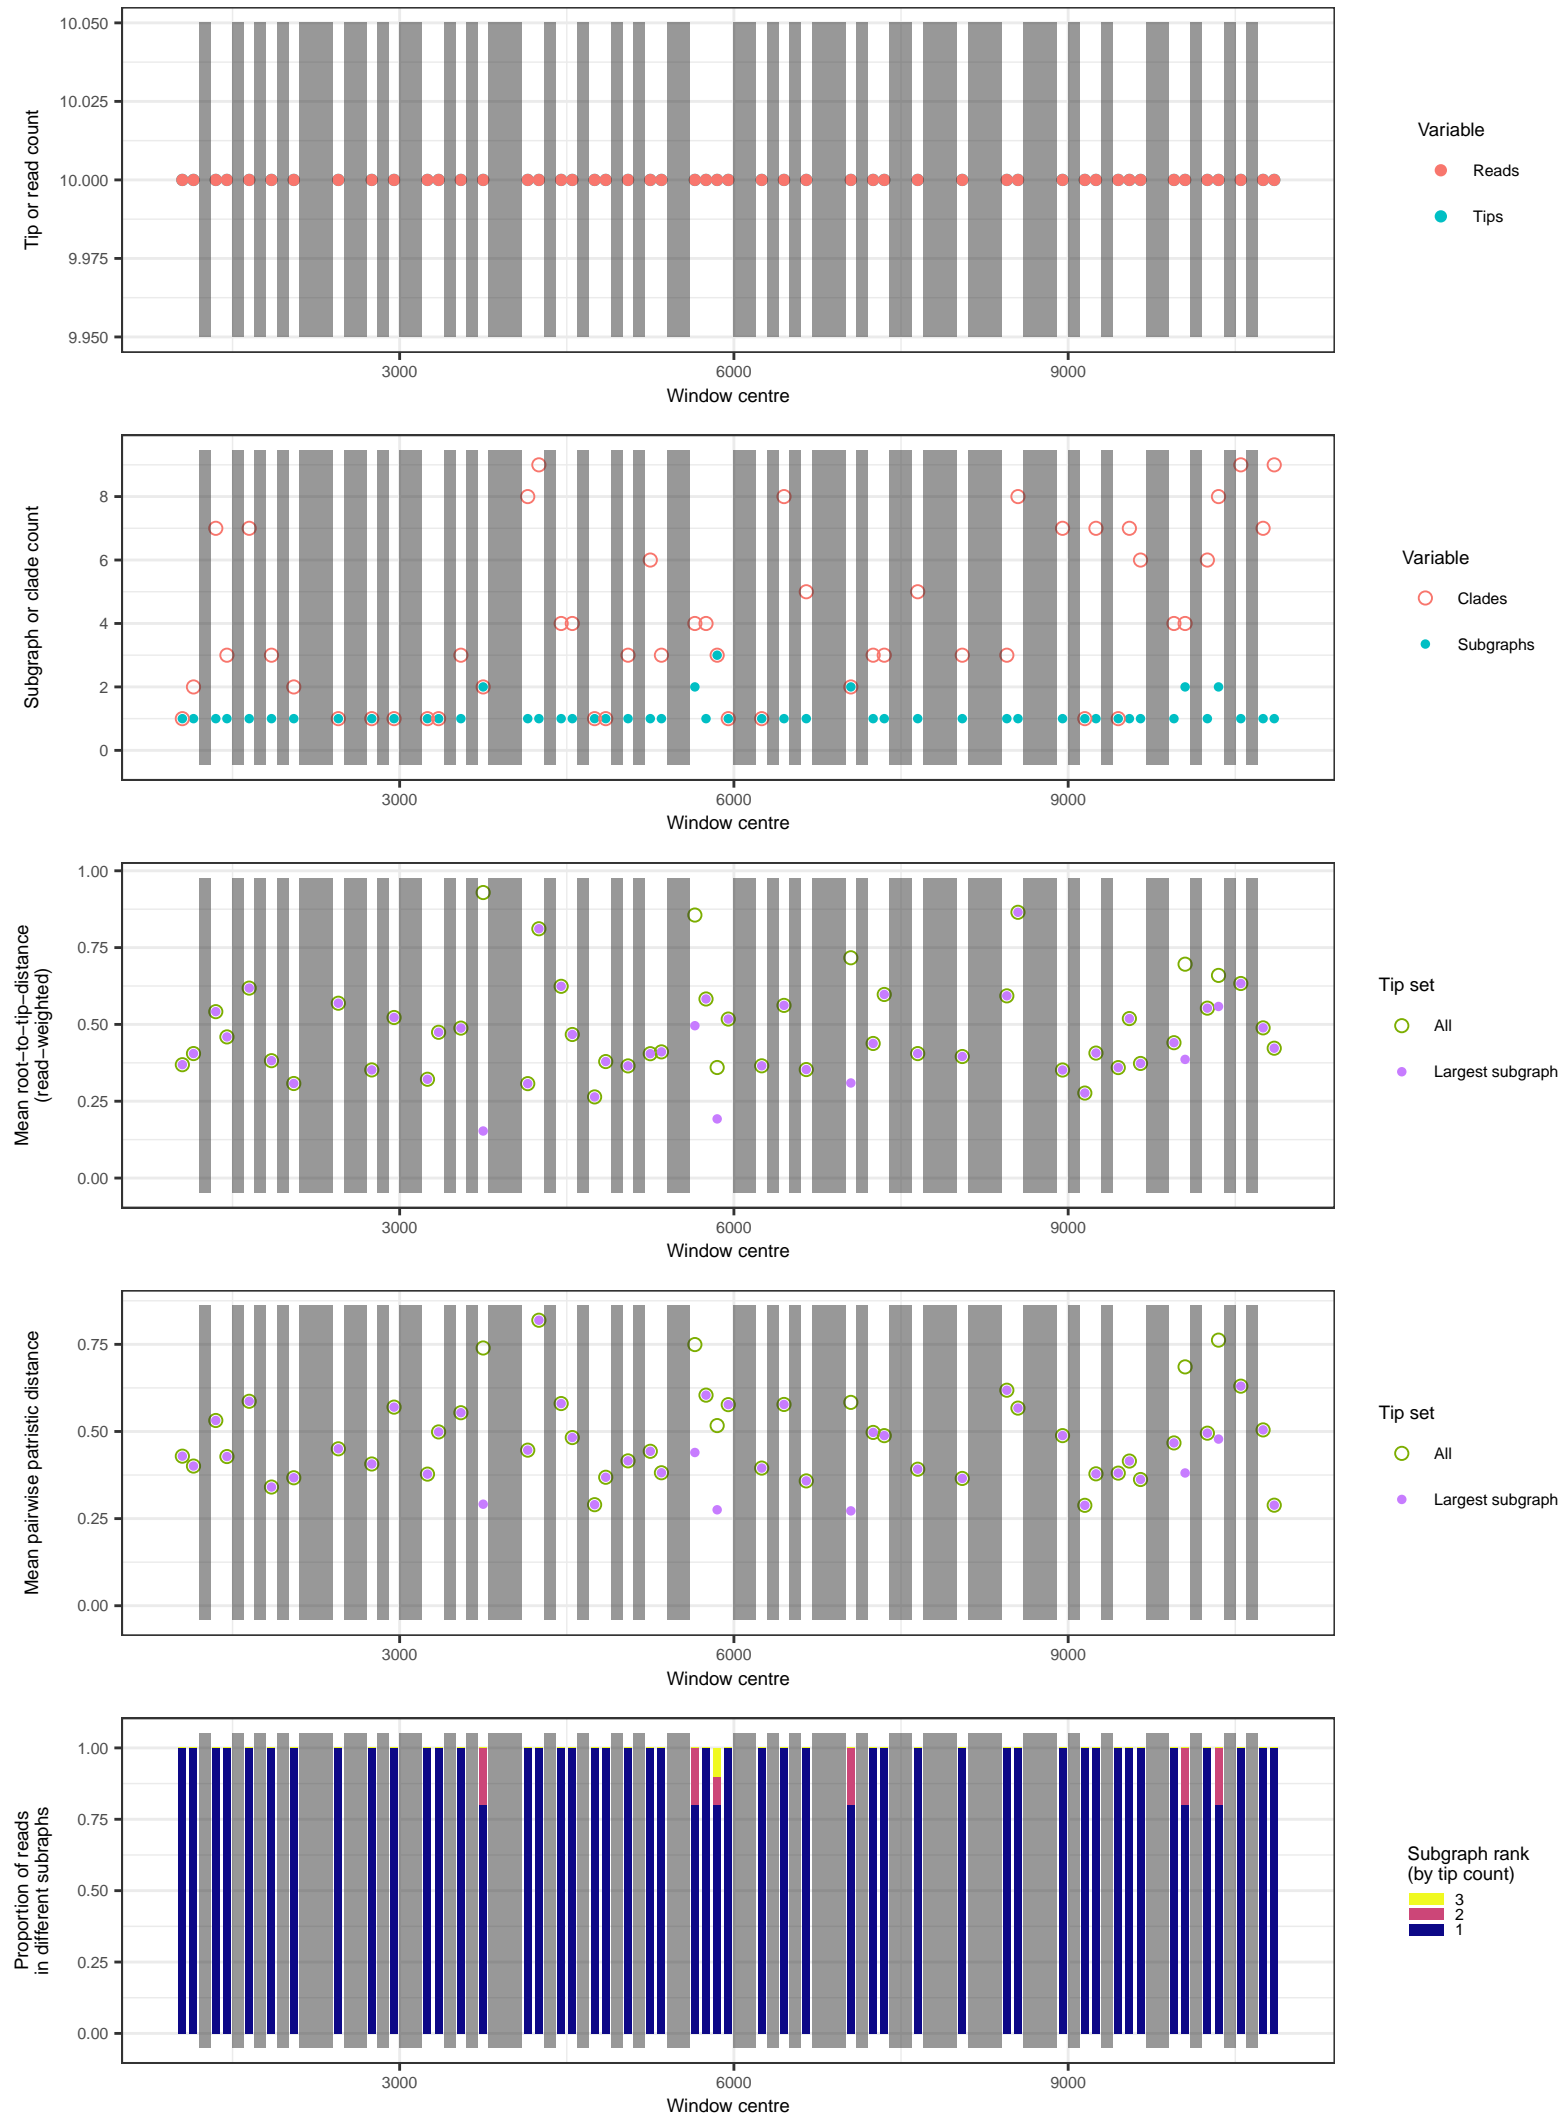 10.050
10.025
10.000
9.975
9.950
Tip or read count
3000
6000
9000
Window centre
Variable
Reads
Tips
8
6
4
2
0
Subgraph or clade count
3000
6000
9000
Window centre
Variable
Clades
Subgraphs
1.00
0.75
0.50
0.25
0.00
Mean root−to−tip−distance
(read−weighted)
3000
6000
9000
Window centre
Tip set
All
Largest subgraph
0.75
0.50
0.25
0.00
Mean pairwise patristic distance
3000
6000
9000
Window centre
Tip set
All
Largest subgraph
1.00
0.75
0.50
0.25
0.00
Proportion of reads
in different subraphs
3000
6000
9000
Window centre
Subgraph rank
(by tip count)
3
2
1